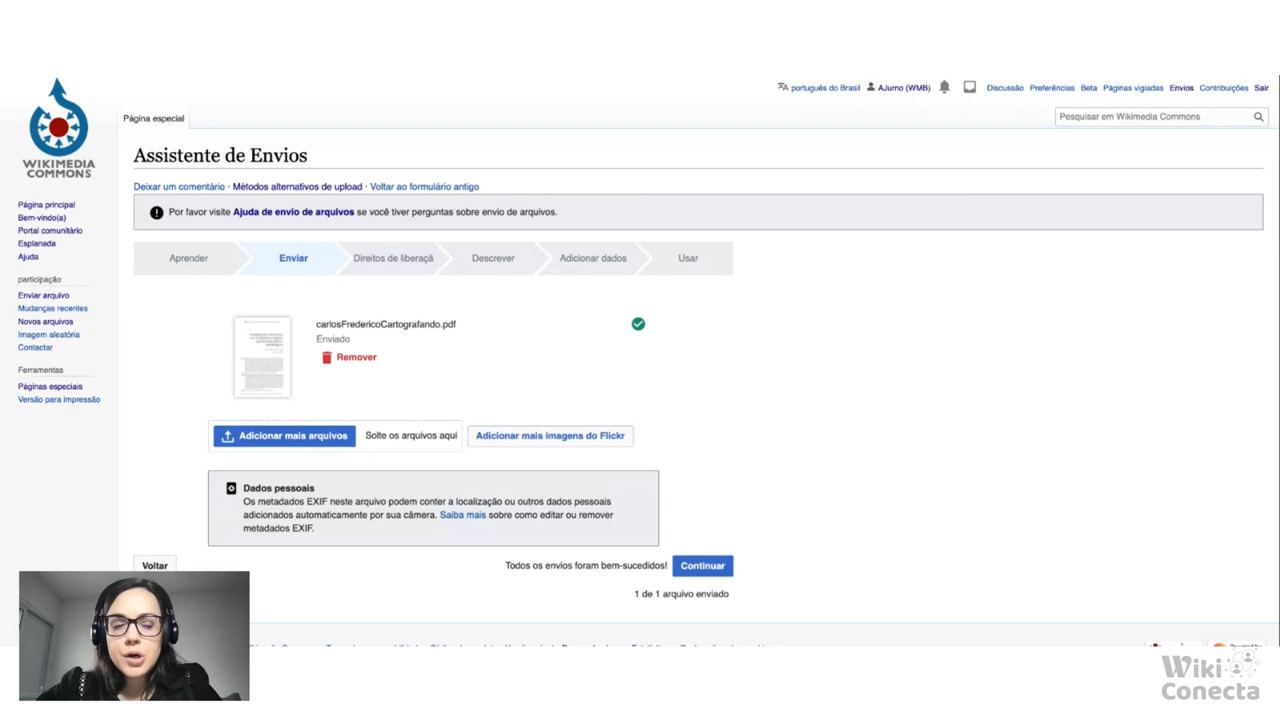 português do Brasil AJurno (WMB) Discussão Preferências Beta Páginas vigiadas Envios Contribuições Sair
Página especial
Pesquisar em Wikimedia Commons
WIKIMEDIA
COMMONS
Assistente de Envios
Deixar um comentário · Métodos alternativos de upload · Voltar ao formulário antigo
Por favor visite Ajuda de envio de arquivos se você tiver perguntas sobre envio de arquivos.
Página principal
Bem-vindo(a)
Portal comunitário
Esplanada
Ajuda
participação
Enviar arquivo
Mudanças recentes
Novos arquivos
Imagem aleatória
Contactar
Ferramentas
Páginas especiais
Versão para impressão
Aprender Enviar Direitos de liberaçã Descrever Adicionar dados Usar
carlosFredericoCartografando.pdf
Enviado
Remover
Adicionar mais arquivos Solte os arquivos aqui Adicionar mais imagens do Flickr
Dados pessoais
Os metadados EXIF neste arquivo podem conter a localização ou outros dados pessoais
adicionados automaticamente por sua câmera. Saiba mais sobre como editar ou remover
metadados EXIF.
Voltar Todos os envios foram bem-sucedidos! Continuar
1 de 1 arquivo enviado
Wiki
Conecta